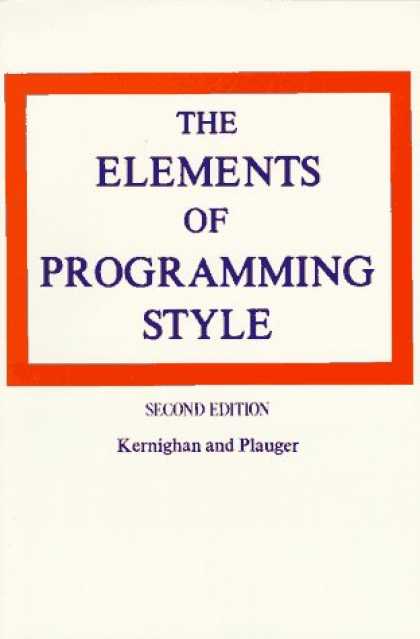 THE
ELEMENTS
OF
PROGRAMMING
STYLE
SECOND EDITION
Kernighan and Plauger